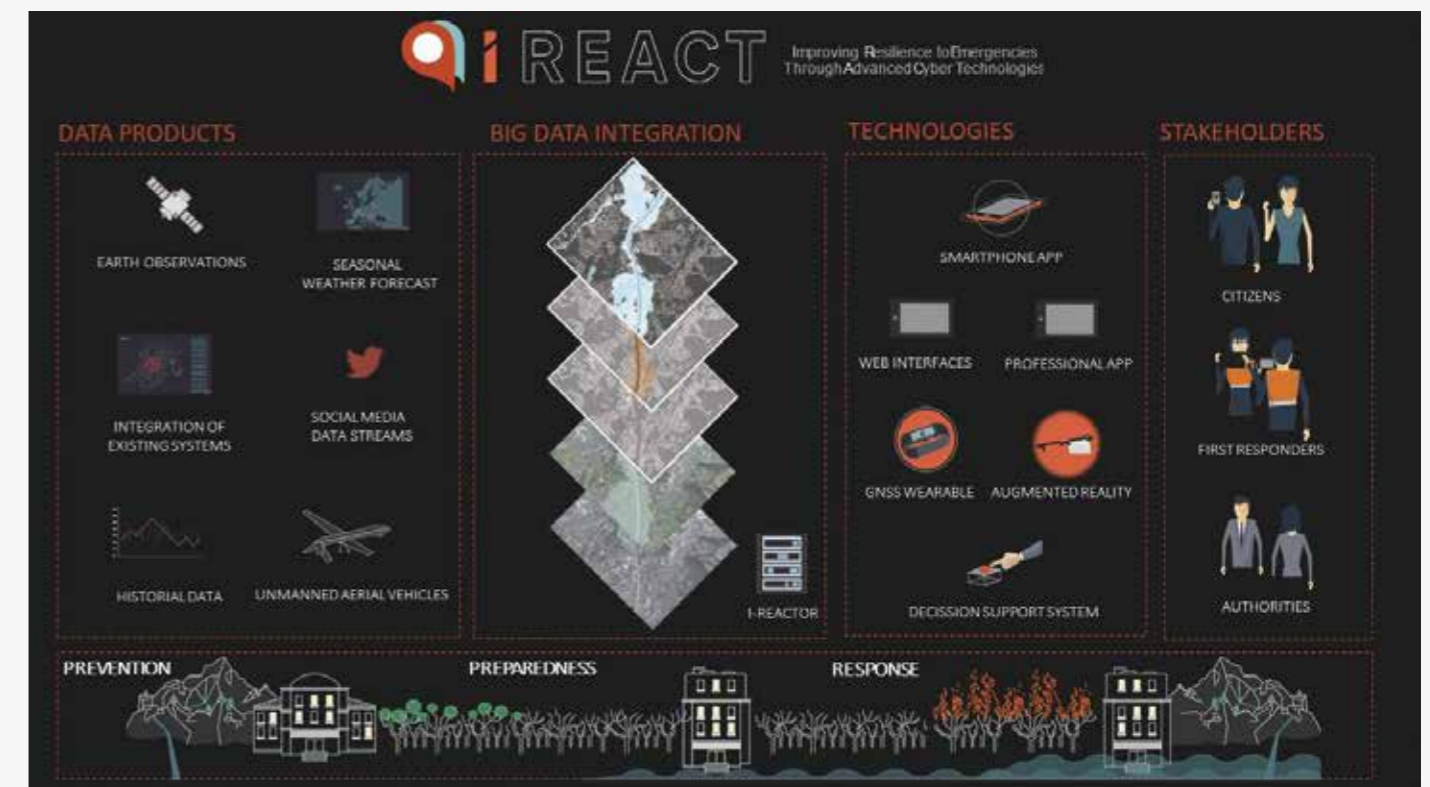 i REACT
Improving Resilience to Emergencies
Through Advanced Cyber Technologies
DATA PRODUCTS
EARTH OBSERVATIONS
SEASONAL
WEATHER FORECAST
INTEGRATION OF
EXISTING SYSTEMS
SOCIAL MEDIA
DATA STREAMS
HISTORIAL DATA
UNMANNED AERIAL VEHICLES
BIG DATA INTEGRATION
I-REACTOR
TECHNOLOGIES
SMARTPHONE APP
WEB INTERFACES
PROFESSIONAL APP
GNSS WEARABLE
AUGMENTED REALITY
DECISSION SUPPORT SYSTEM
STAKEHOLDERS
CITIZENS
FIRST RESPONDERS
AUTHORITIES
PREVENTION
PREPAREDNESS
RESPONSE